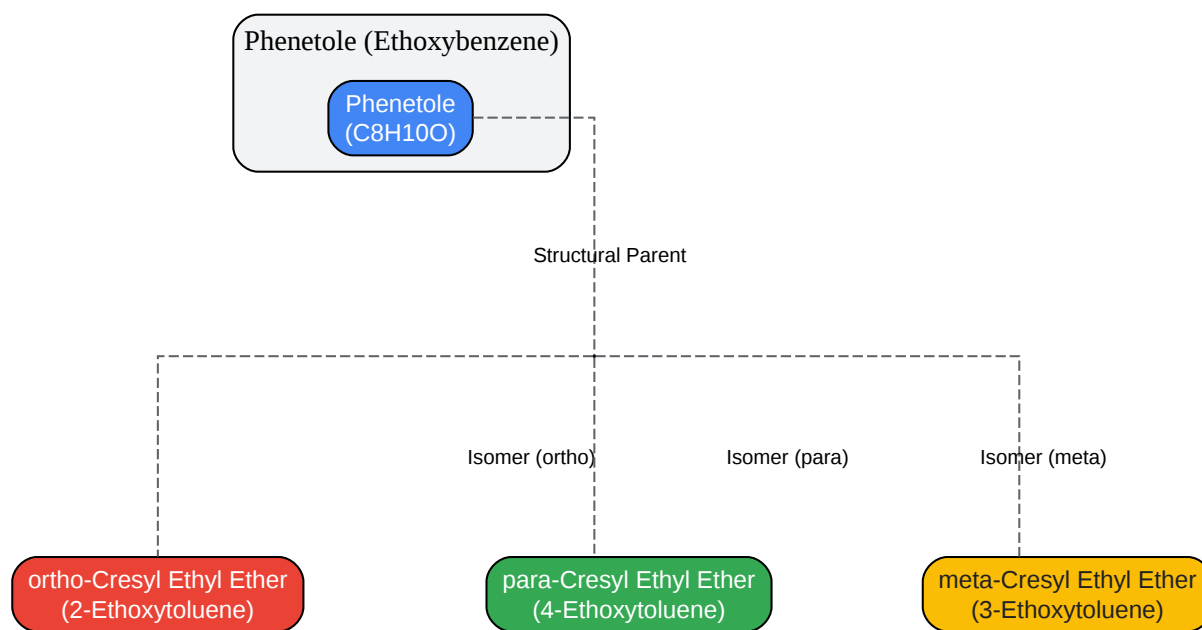 Phenetole (Ethoxybenzene)
Phenetole
(C8H10O)
Structural Parent
Isomer (ortho)
Isomer (para)
Isomer (meta)
ortho-Cresyl Ethyl Ether
(2-Ethoxytoluene)
para-Cresyl Ethyl Ether
(4-Ethoxytoluene)
meta-Cresyl Ethyl Ether
(3-Ethoxytoluene)